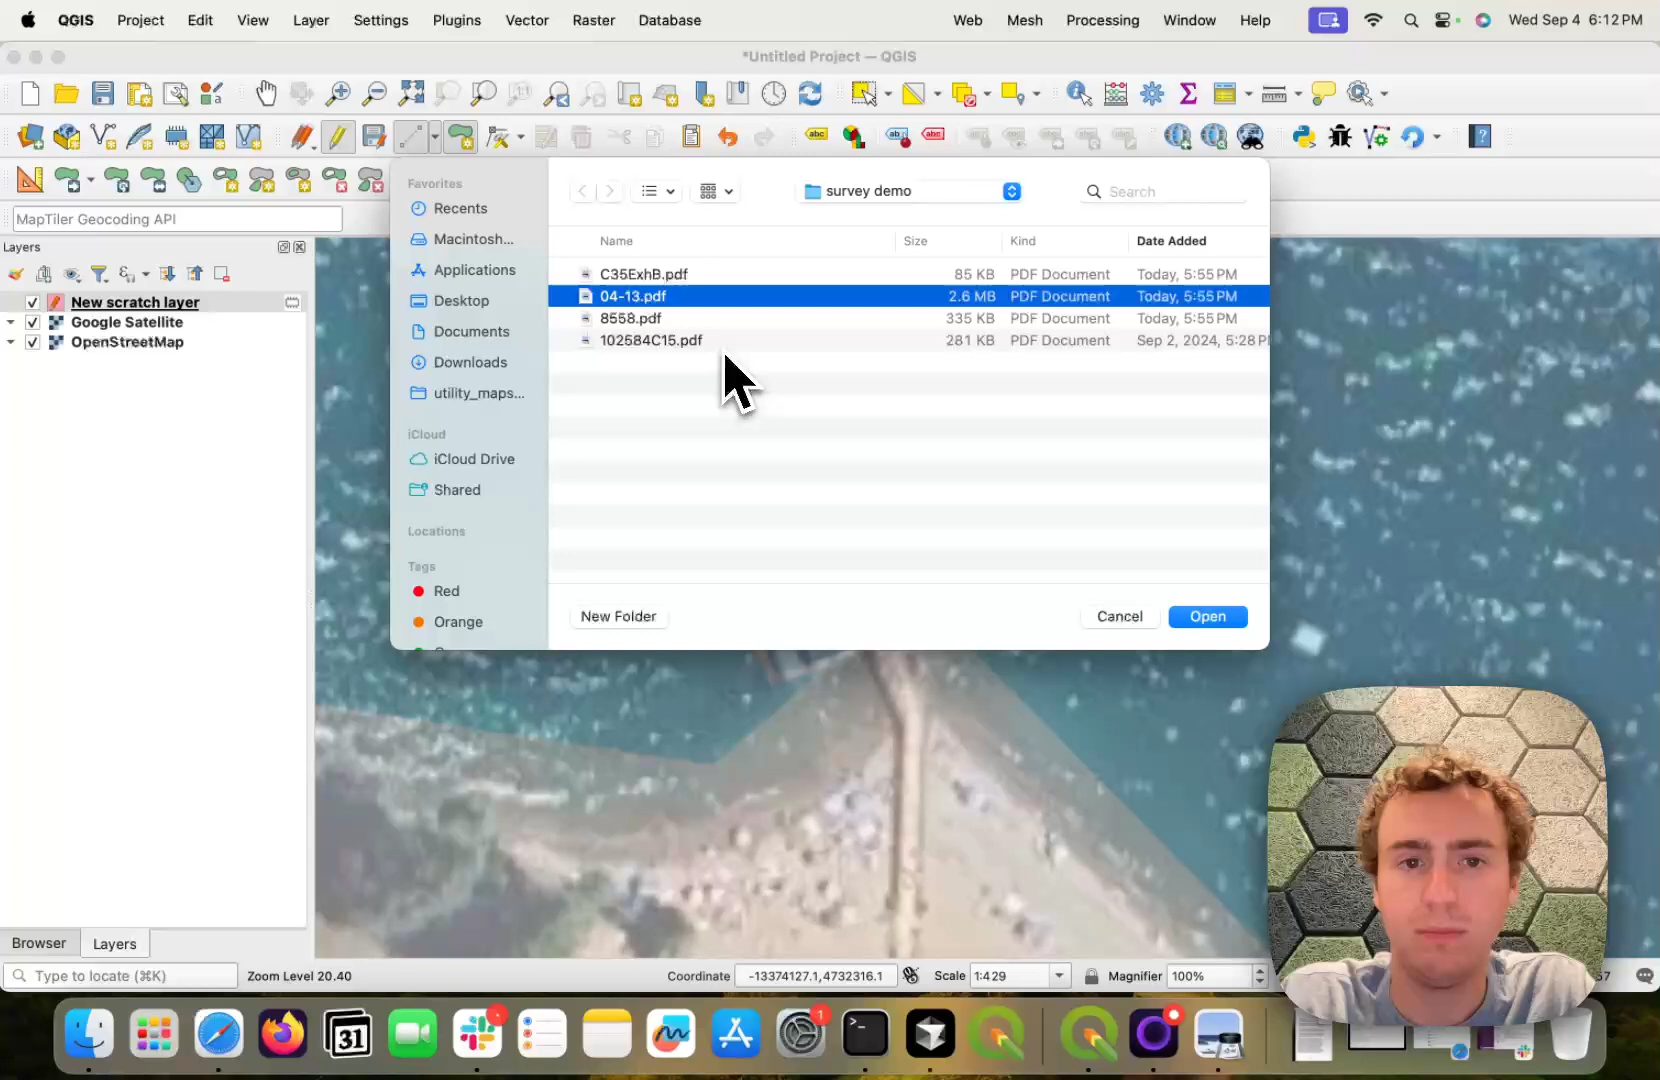 QGIS Project Edit View Layer Settings Plugins Vector Raster Database Web Mesh Processing Window Help Wed Sep 4 6:12 PM
*Untitled Project — QGIS
MapTiler Geocoding API
Layers
New scratch layer
Google Satellite
OpenStreetMap
Favorites
Recents
Macintosh...
Applications
Desktop
Documents
Downloads
utility_maps...
iCloud
iCloud Drive
Shared
Locations
Tags
Red
Orange
survey demo
Search
Name Size Kind Date Added
C35ExhB.pdf 85 KB PDF Document Today, 5:55 PM
04-13.pdf 2.6 MB PDF Document Today, 5:55 PM
8558.pdf 335 KB PDF Document Today, 5:55 PM
102584C15.pdf 281 KB PDF Document Sep 2, 2024, 5:28 P
New Folder Cancel Open
Browser Layers
Type to locate (⌘K) Zoom Level 20.40 Coordinate -13374127.1,4732316.1 Scale 1:429 Magnifier 100%
31
1